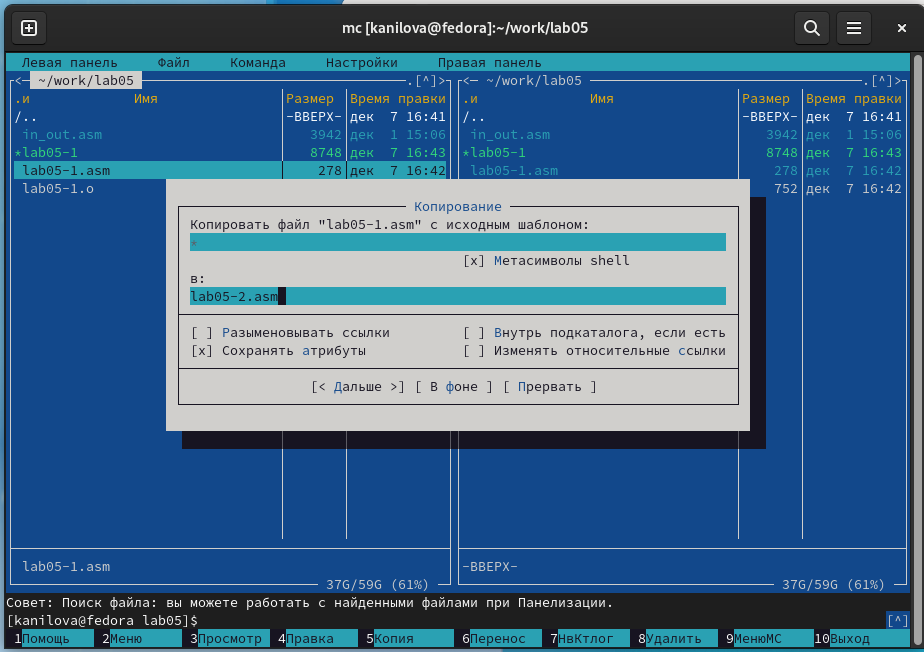 mc [kanilova@fedora]:~/work/lab05
Левая панель Файл Команда Настройки Правая панель
<─ ~/work/lab05 .[^]> <─ ~/work/lab05 .[^]>
.и Имя Размер Время правки .и Имя Размер Время правки
/.. -ВВЕРХ- дек 7 16:41 /.. -ВВЕРХ- дек 7 16:41
in_out.asm 3942 дек 1 15:06 in_out.asm 3942 дек 1 15:06
*lab05-1 8748 дек 7 16:43 *lab05-1 8748 дек 7 16:43
lab05-1.asm 278 дек 7 16:42 lab05-1.asm 278 дек 7 16:42
lab05-1.o 752 дек 7 16:42
Копирование
Копировать файл "lab05-1.asm" с исходным шаблоном:
*
[x] Метасимволы shell
в:
lab05-2.asm
[ ] Разыменовывать ссылки [ ] Внутрь подкаталога, если есть
[x] Сохранять атрибуты [ ] Изменять относительные ссылки
[< Дальше >] [ В фоне ] [ Прервать ]
lab05-1.asm -ВВЕРХ-
37G/59G (61%) 37G/59G (61%)
Совет: Поиск файла: вы можете работать с найденными файлами при Панелизации.
[kanilova@fedora lab05]$ [^]
1Помощь 2Меню 3Просмотр 4Правка 5Копия 6Перенос 7НвКтлог 8Удалить 9МенюМС 10Выход